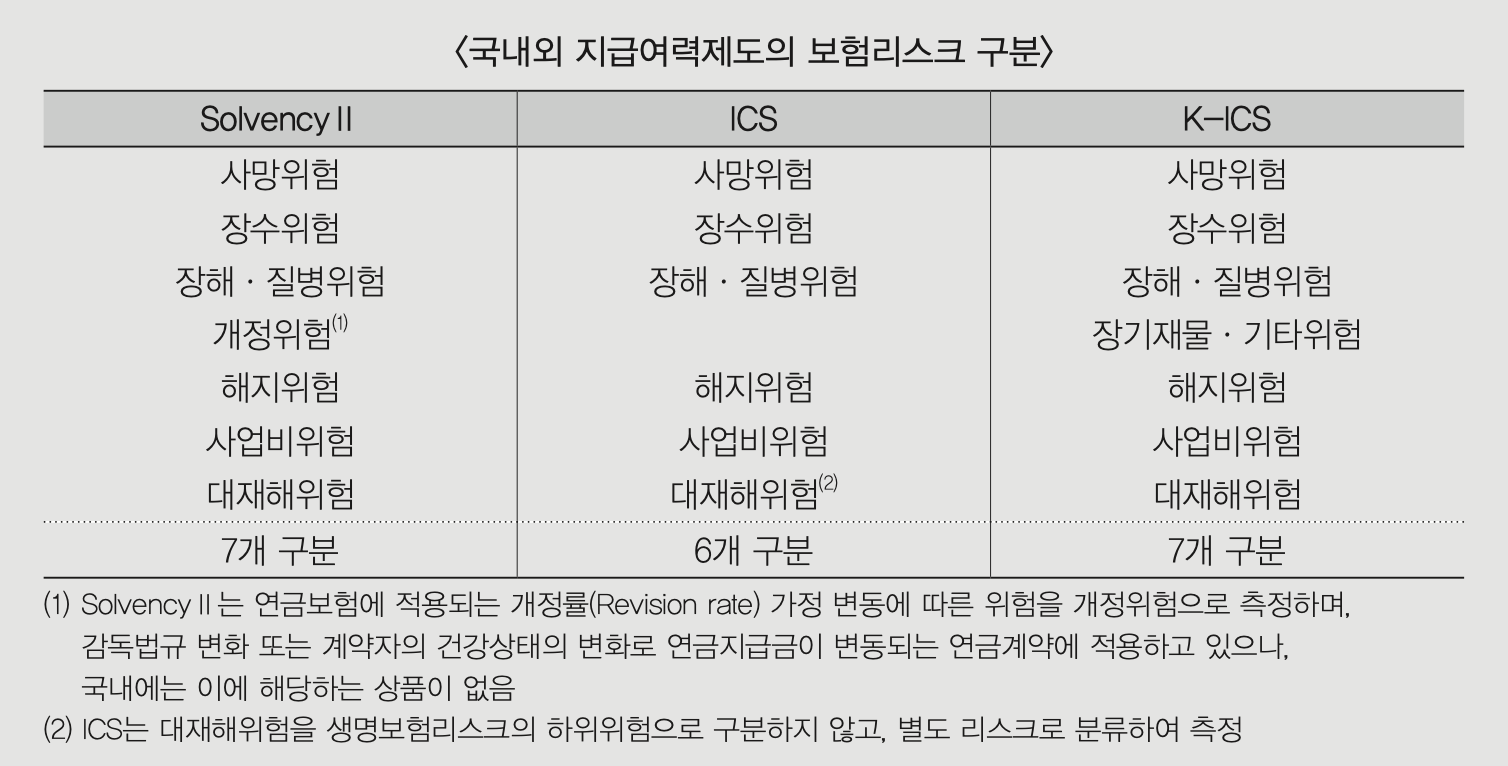 〈국내외 지급여력제도의 보험리스크 구분〉
Solvency II ICS K-ICS
사망위험 사망위험 사망위험
장수위험 장수위험 장수위험
장해 · 질병위험 장해 · 질병위험 장해 · 질병위험
개정위험(1) 장기재물 · 기타위험
해지위험 해지위험 해지위험
사업비위험 사업비위험 사업비위험
대재해위험 대재해위험(2) 대재해위험
7개 구분 6개 구분 7개 구분
(1) Solvency II는 연금보험에 적용되는 개정률(Revision rate) 가정 변동에 따른 위험을 개정위험으로 측정하며,
감독법규 변화 또는 계약자의 건강상태의 변화로 연금지급금이 변동되는 연금계약에 적용하고 있으나,
국내에는 이에 해당하는 상품이 없음
(2) ICS는 대재해위험을 생명보험리스크의 하위위험으로 구분하지 않고, 별도 리스크로 분류하여 측정